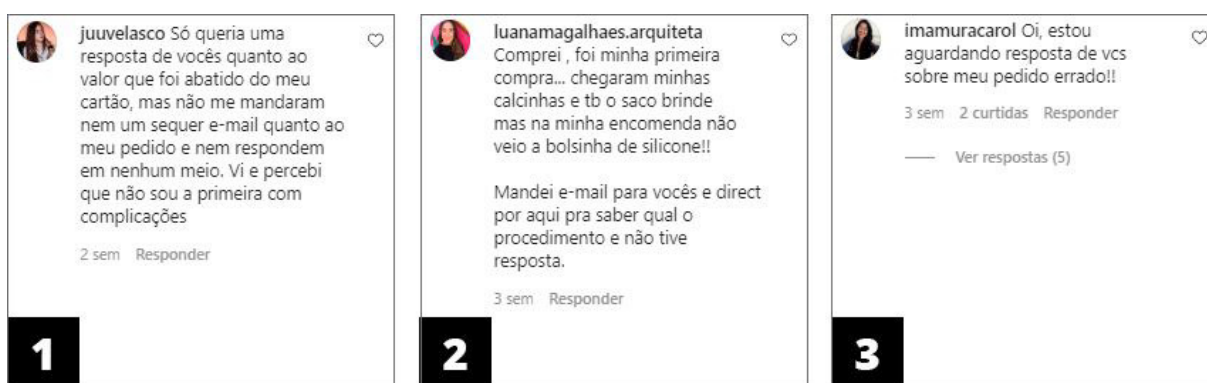 juuvelasco Só queria uma
resposta de vocês quanto ao
valor que foi abatido do meu
cartão, mas não me mandaram
nem um sequer e-mail quanto ao
meu pedido e nem respondem
em nenhum meio. Vi e percebi
que não sou a primeira com
complicações
2 sem Responder
1
luanamagalhaes.arquiteta
Comprei , foi minha primeira
compra... chegaram minhas
calcinhas e tb o saco brinde
mas na minha encomenda não
veio a bolsinha de silicone!!
Mandei e-mail para vocês e direct
por aqui pra saber qual o
procedimento e não tive
resposta.
3 sem Responder
2
imamuracarol Oi, estou
aguardando resposta de vcs
sobre meu pedido errado!!
3 sem 2 curtidas Responder
Ver respostas (5)
3